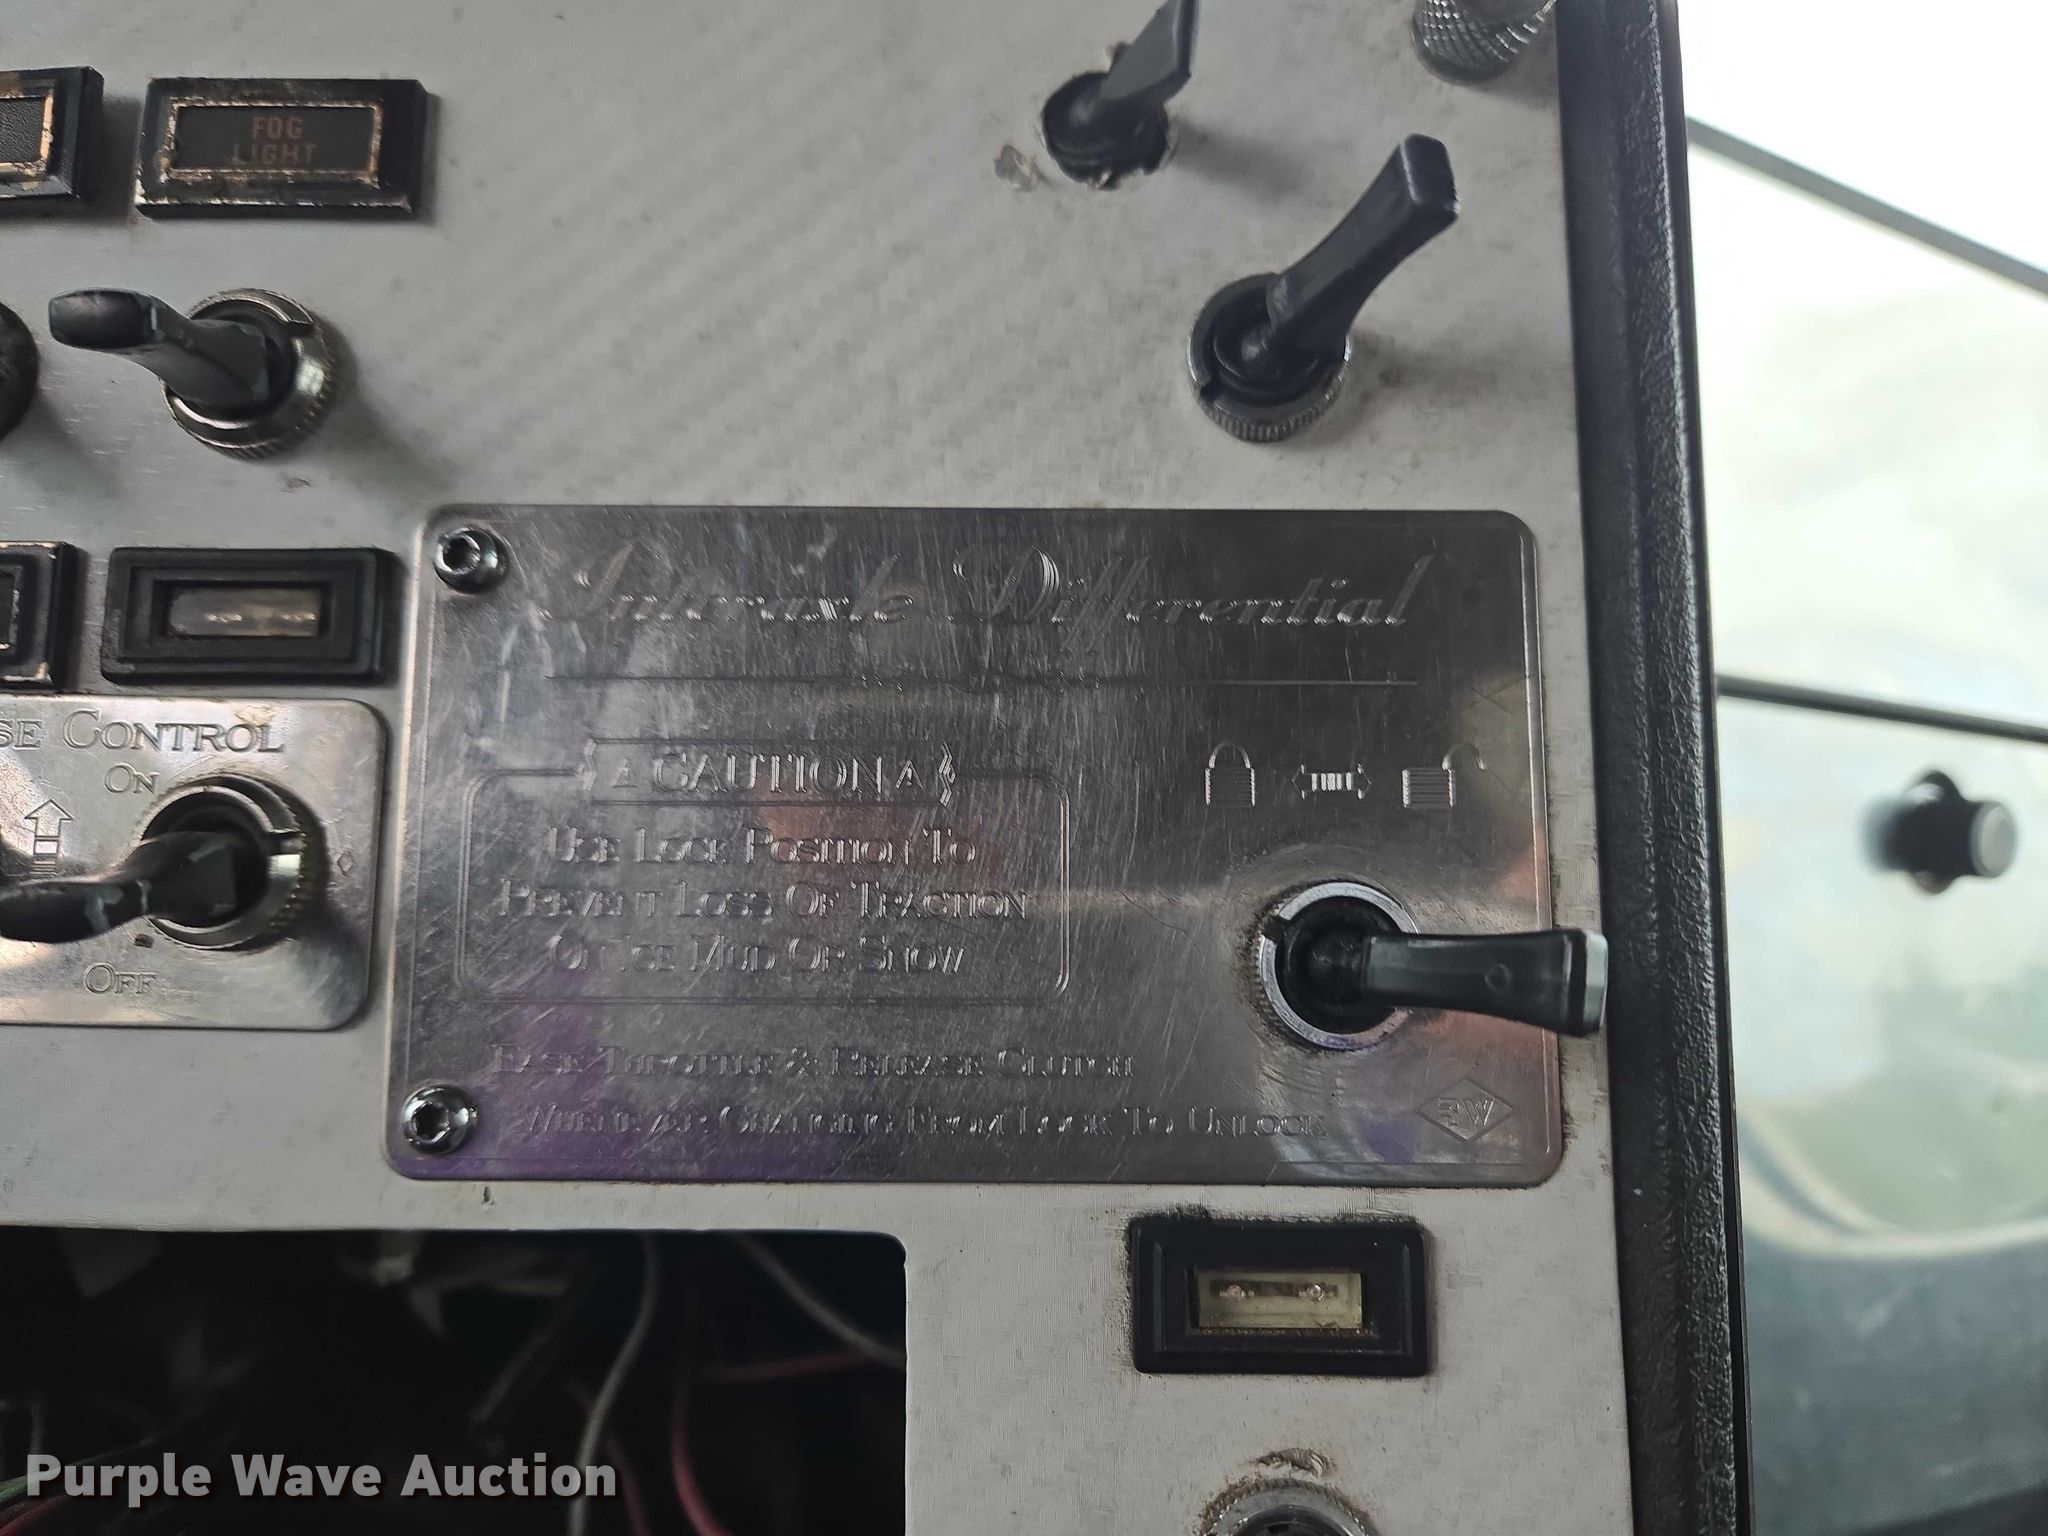 FOG
LIGHT
SE CONTROL
ON
OFF
Interaxle Differential
CAUTION
USE LOCK POSITION TO
PREVENT LOSS OF TRACTION
ON ICE MUD OR SNOW
EASE THROTTLE & RELEASE CLUTCH
WHENEVER CHANGING FROM LOCK TO UNLOCK
Purple Wave Auction